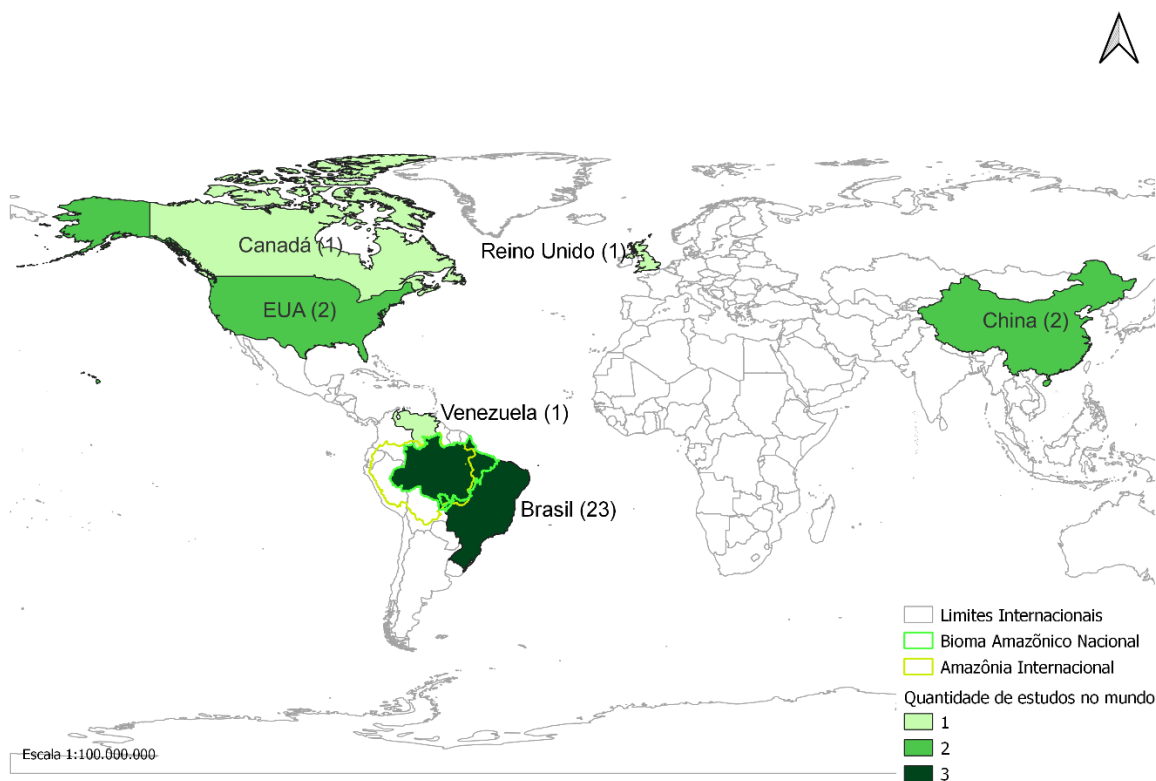 Canadá (1)
Reino Unido (1)
EUA (2)
China (2)
Venezuela (1)
Brasil (23)
Limites Internacionais
Bioma Amazõnico Nacional
Amazônia Internacional
Quantidade de estudos no mundo
1
2
3
Escala 1:100.000.000